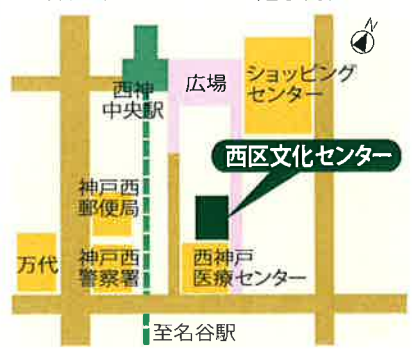 N
広場
ショッピング
センター
西神
中央駅
西区文化センター
神戸西
郵便局
万代
神戸西
警察署
西神戸
医療センター
至名谷駅